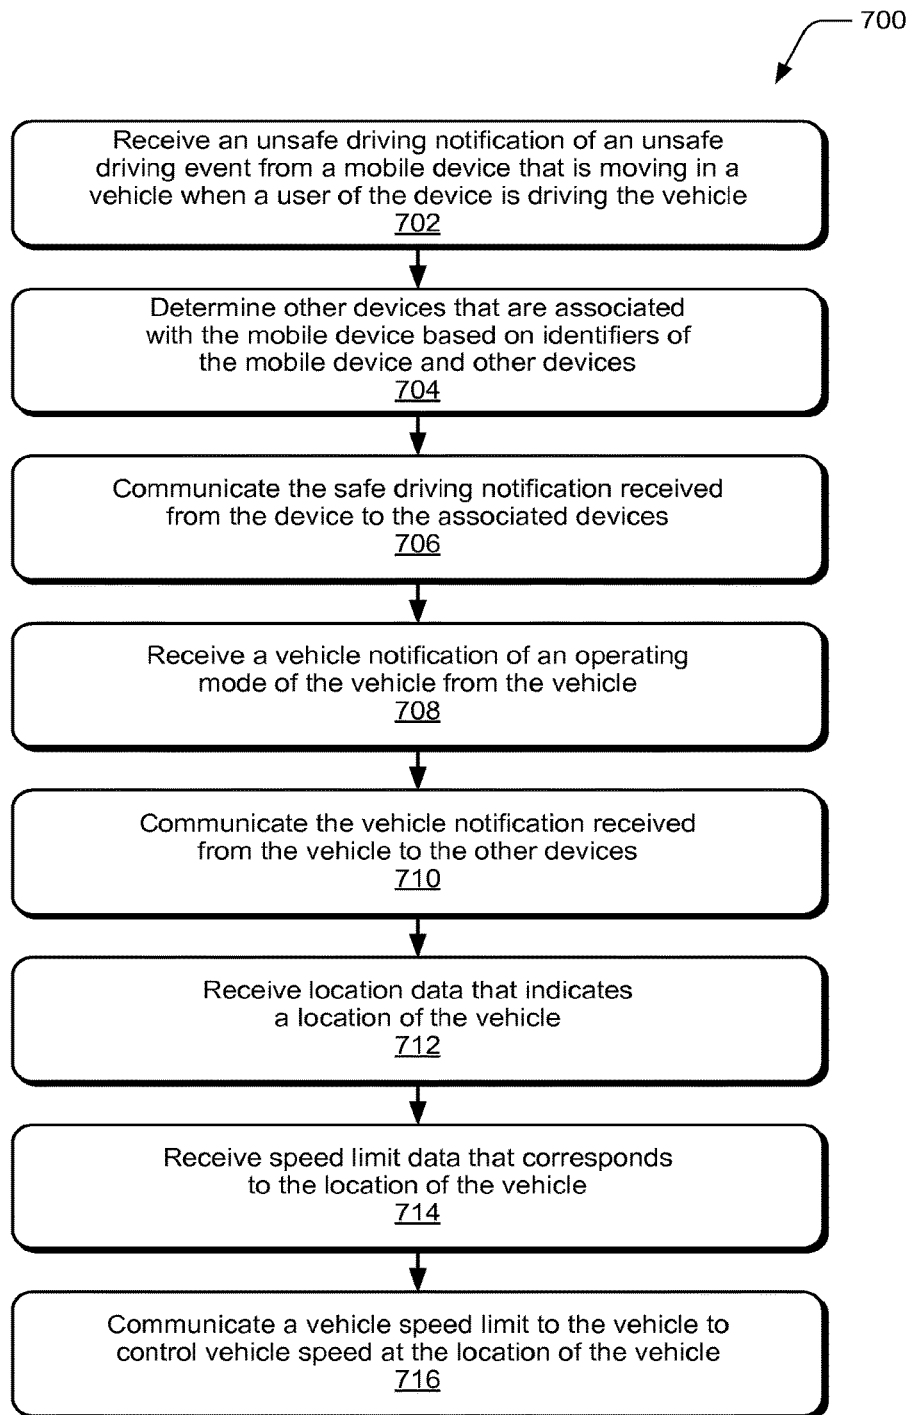 700
Receive an unsafe driving notification of an unsafe
driving event from a mobile device that is moving in a
vehicle when a user of the device is driving the vehicle
702
Determine other devices that are associated
with the mobile device based on identifiers of
the mobile device and other devices
704
Communicate the safe driving notification received
from the device to the associated devices
706
Receive a vehicle notification of an operating
mode of the vehicle from the vehicle
708
Communicate the vehicle notification received
from the vehicle to the other devices
710
Receive location data that indicates
a location of the vehicle
712
Receive speed limit data that corresponds
to the location of the vehicle
714
Communicate a vehicle speed limit to the vehicle to
control vehicle speed at the location of the vehicle
716